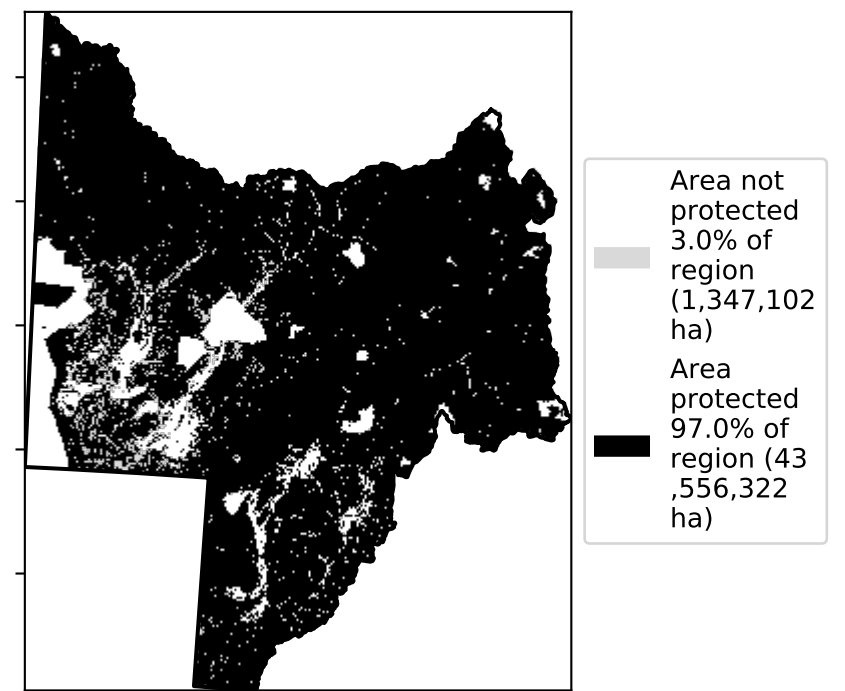 Area not
protected
3.0% of
region
(1,347,102
ha)
Area
protected
97.0% of
region (43
,556,322
ha)